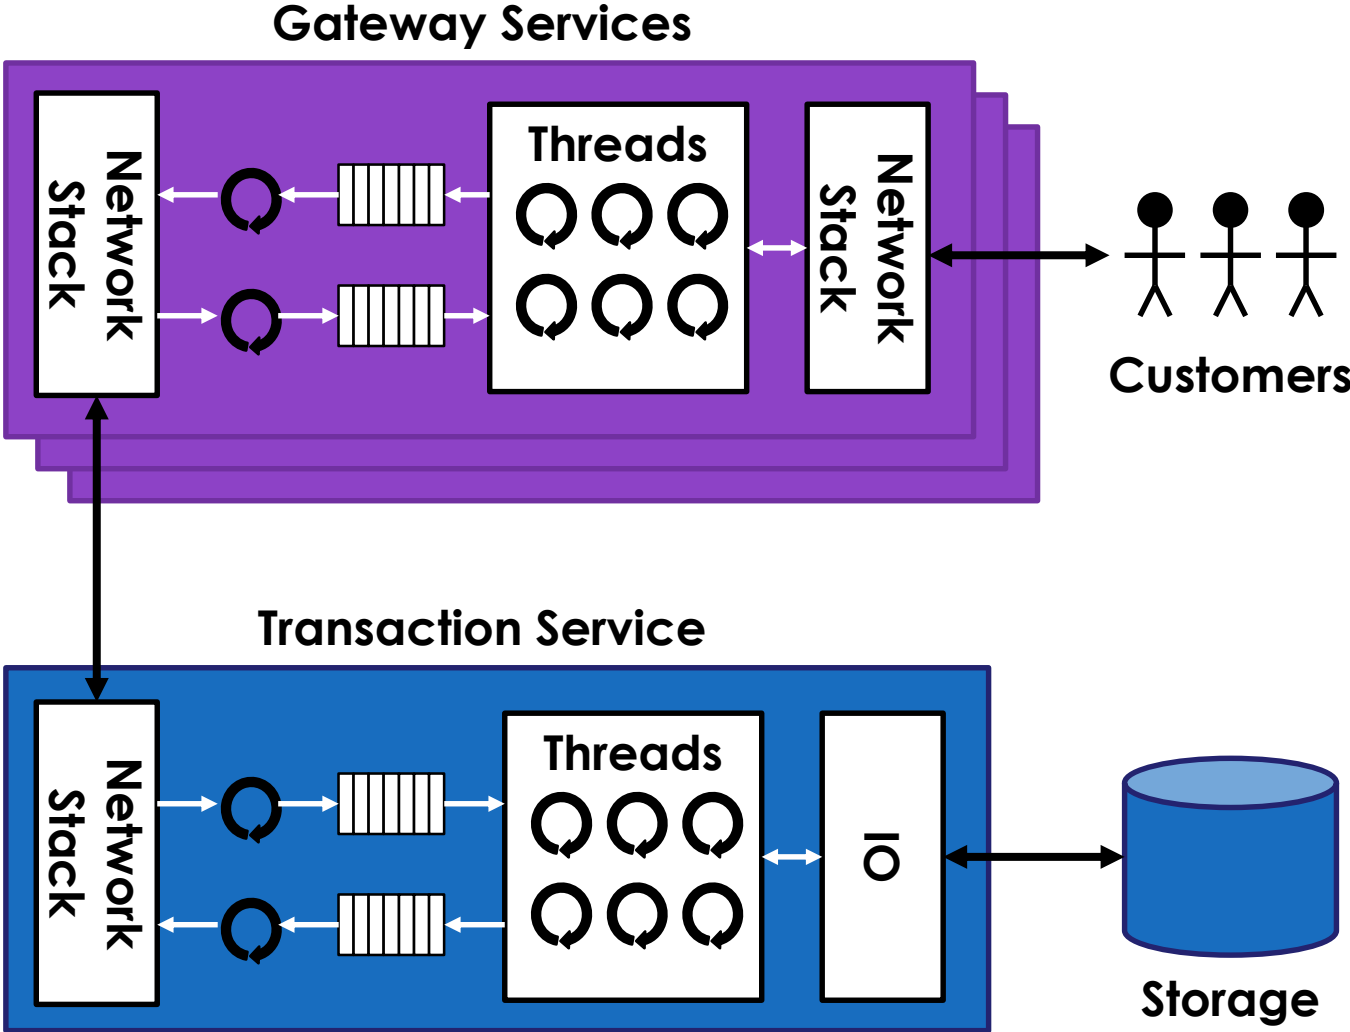 Gateway Services
Network
Stack
Threads
Network
Stack
Customers
Transaction Service
Network
Stack
Threads
IO
Storage